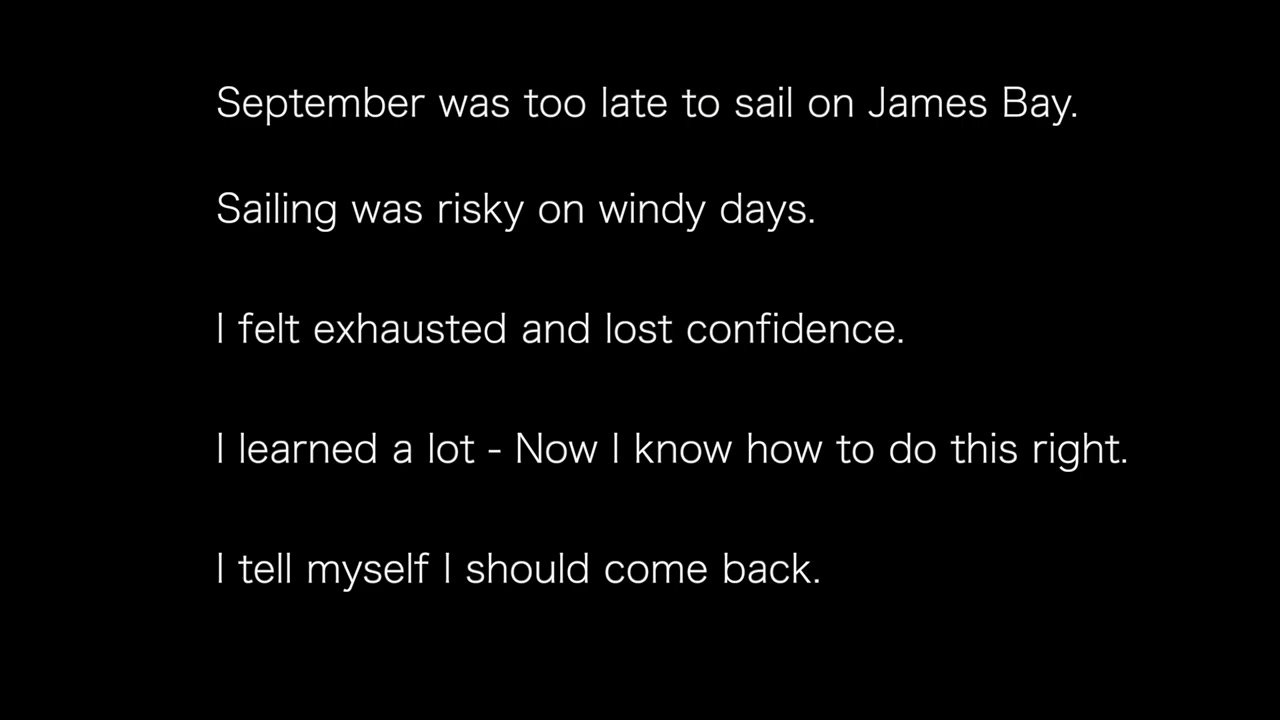 September was too late to sail on James Bay.
Sailing was risky on windy days.
I felt exhausted and lost confidence.
I learned a lot - Now I know how to do this right.
I tell myself I should come back.